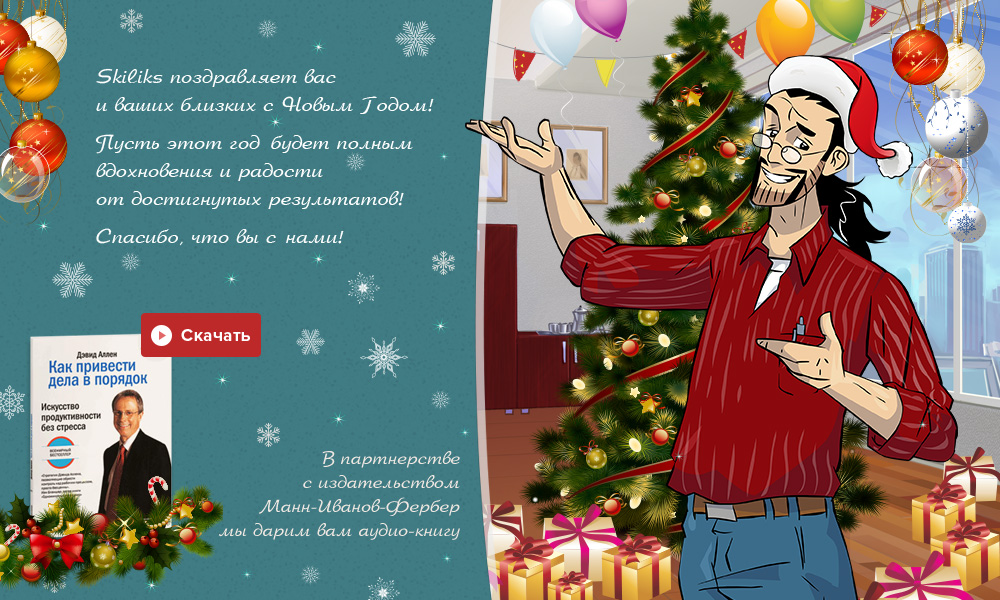 Skiliks поздравляет вас
и ваших близких с Новым Годом!
Пусть этот год будет полным
вдохновения и радости
от достигнутых результатов!
Спасибо, что вы с нами!
Скачать
Дэвид Аллен
Как привести
дела в порядок
Искусство
продуктивности
без стресса
В партнерстве
с издательством
Манн-Иванов-Фербер
мы дарим вам аудио-книгу